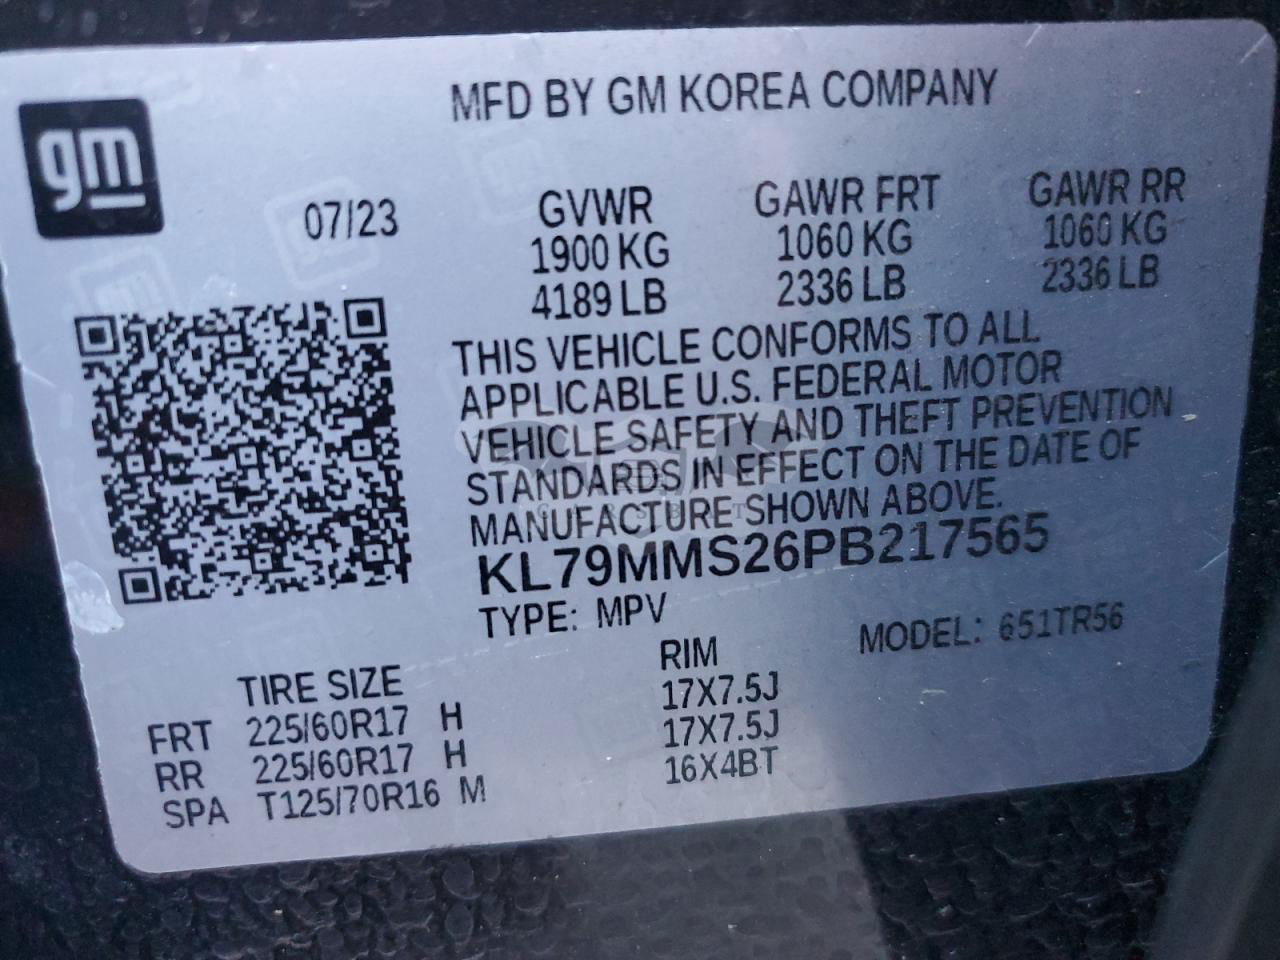 gm
MFD BY GM KOREA COMPANY
07/23
GVWR GAWR FRT GAWR RR
1900 KG 1060 KG 1060 KG
4189 LB 2336 LB 2336 LB
THIS VEHICLE CONFORMS TO ALL
APPLICABLE U.S. FEDERAL MOTOR
VEHICLE SAFETY AND THEFT PREVENTION
STANDARDS IN EFFECT ON THE DATE OF
MANUFACTURE SHOWN ABOVE.
KL79MMS26PB217565
TYPE: MPV MODEL: 651TR56
TIRE SIZE RIM
FRT 225/60R17 H 17X7.5J
RR 225/60R17 H 17X7.5J
SPA T125/70R16 M 16X4BT